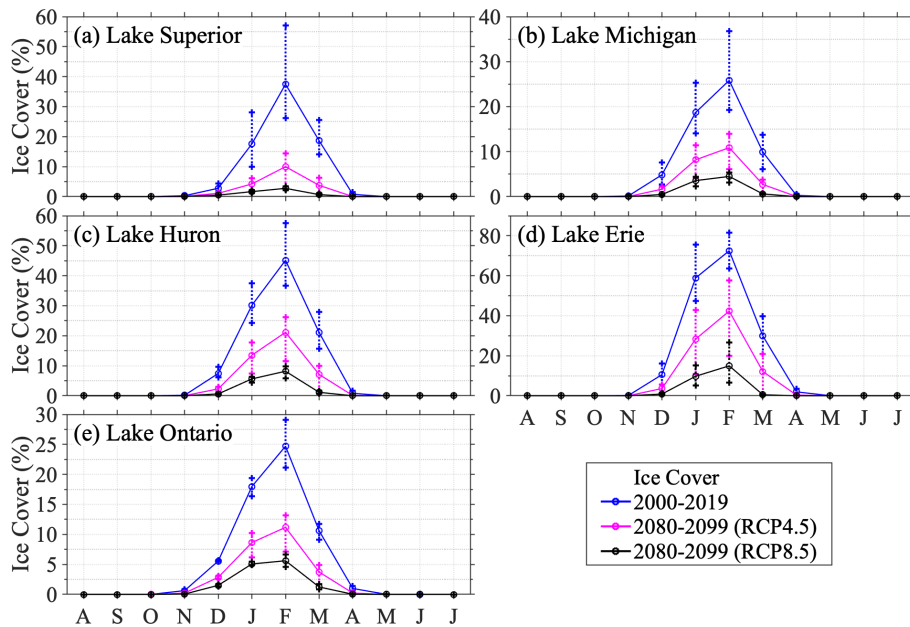 (a) Lake Superior
Ice Cover (%)
60
50
40
30
20
10
0
(b) Lake Michigan
40
30
20
10
0
(c) Lake Huron
Ice Cover (%)
60
50
40
30
20
10
0
(d) Lake Erie
80
60
40
20
0
A S O N D J F M A M J J
(e) Lake Ontario
Ice Cover (%)
30
25
20
15
10
5
0
A S O N D J F M A M J J
Ice Cover
2000-2019
2080-2099 (RCP4.5)
2080-2099 (RCP8.5)